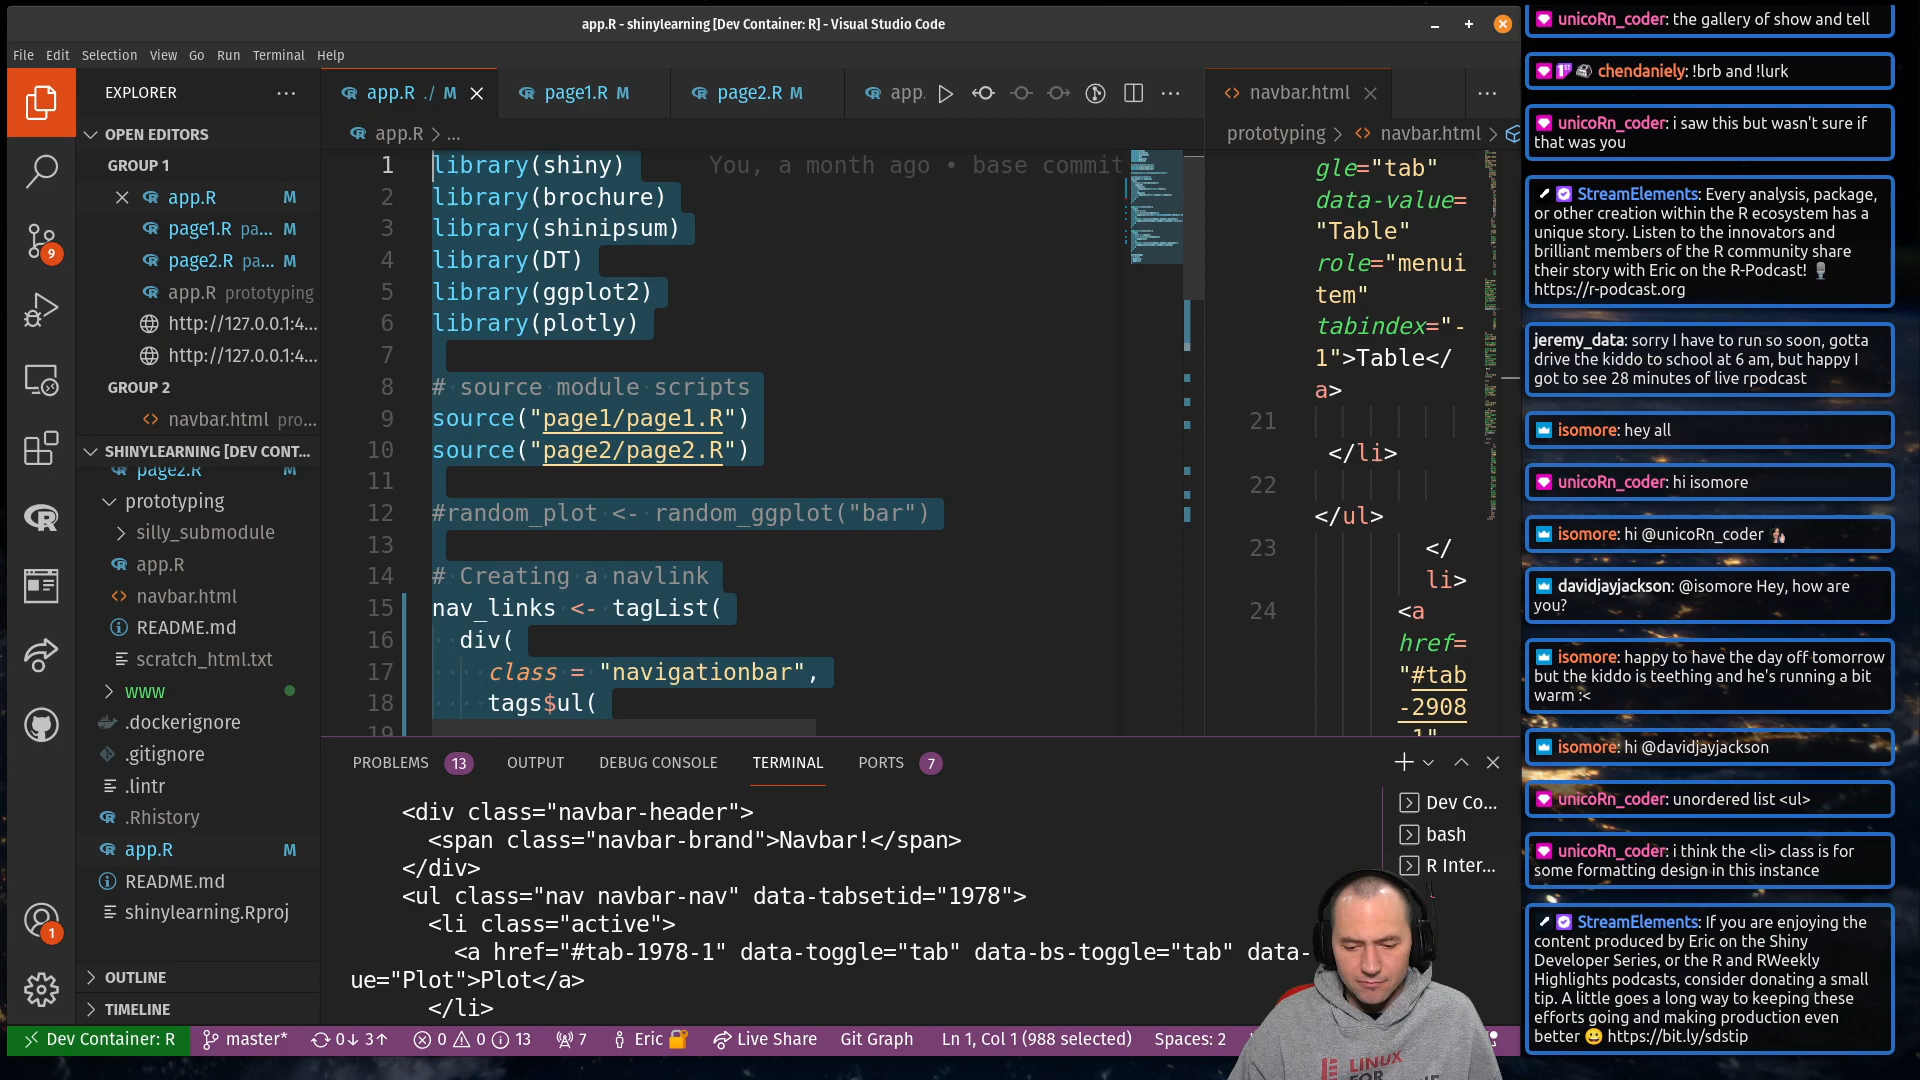 app.R - shinylearning [Dev Container: R] - Visual Studio Code
File Edit Selection View Go Run Terminal Help
EXPLORER
OPEN EDITORS
GROUP 1
app.R M
page1.R pa... M
page2.R pa... M
app.R prototyping
http://127.0.0.1:4...
http://127.0.0.1:4...
GROUP 2
navbar.html pro...
SHINYLEARNING [DEV CONT...
page2.R M
prototyping
silly_submodule
app.R
navbar.html
README.md
scratch_html.txt
www
.dockerignore
.gitignore
.lintr
.Rhistory
app.R M
README.md
shinylearning.Rproj
OUTLINE
TIMELINE
9
1
app.R ./ M
page1.R M
page2.R M
app.
app.R > ...
1 library(shiny) You, a month ago • base commit
2 library(brochure)
3 library(shinipsum)
4 library(DT)
5 library(ggplot2)
6 library(plotly)
7
8 # source module scripts
9 source("page1/page1.R")
10 source("page2/page2.R")
11
12 #random_plot <- random_ggplot("bar")
13
14 # Creating a navlink
15 nav_links <- tagList(
16 div(
17 class = "navigationbar",
18 tags$ul(
19
navbar.html
prototyping > navbar.html >
gle="tab"
data-value=
"Table"
role="menui
tem"
tabindex="-
1">Table</
a>
21
</li>
22
</ul>
23 </
li>
24 <a
href=
"#tab
-2908
-1"
PROBLEMS 13 OUTPUT DEBUG CONSOLE TERMINAL PORTS 7
<div class="navbar-header">
<span class="navbar-brand">Navbar!</span>
</div>
<ul class="nav navbar-nav" data-tabsetid="1978">
<li class="active">
<a href="#tab-1978-1" data-toggle="tab" data-bs-toggle="tab" data-
ue="Plot">Plot</a>
</li>
Dev Co...
bash
R Inter...
Dev Container: R master* 0↓ 3↑ 0 0 13 7 Eric Live Share Git Graph Ln 1, Col 1 (988 selected) Spaces: 2
LINUX
FOR
unicoRn_coder: the gallery of show and tell
chendaniely: !brb and !lurk
unicoRn_coder: i saw this but wasn't sure if
that was you
StreamElements: Every analysis, package,
or other creation within the R ecosystem has a
unique story. Listen to the innovators and
brilliant members of the R community share
their story with Eric on the R-Podcast! 🎙️
https://r-podcast.org
jeremy_data: sorry I have to run so soon, gotta
drive the kiddo to school at 6 am, but happy I
got to see 28 minutes of live rpodcast
isomore: hey all
unicoRn_coder: hi isomore
isomore: hi @unicoRn_coder
davidjayjackson: @isomore Hey, how are
you?
isomore: happy to have the day off tomorrow
but the kiddo is teething and he's running a bit
warm :<
isomore: hi @davidjayjackson
unicoRn_coder: unordered list <ul>
unicoRn_coder: i think the <li> class is for
some formatting design in this instance
StreamElements: If you are enjoying the
content produced by Eric on the Shiny
Developer Series, or the R and RWeekly
Highlights podcasts, consider donating a small
tip. A little goes a long way to keeping these
efforts going and making production even
better 😀 https://bit.ly/sdstip